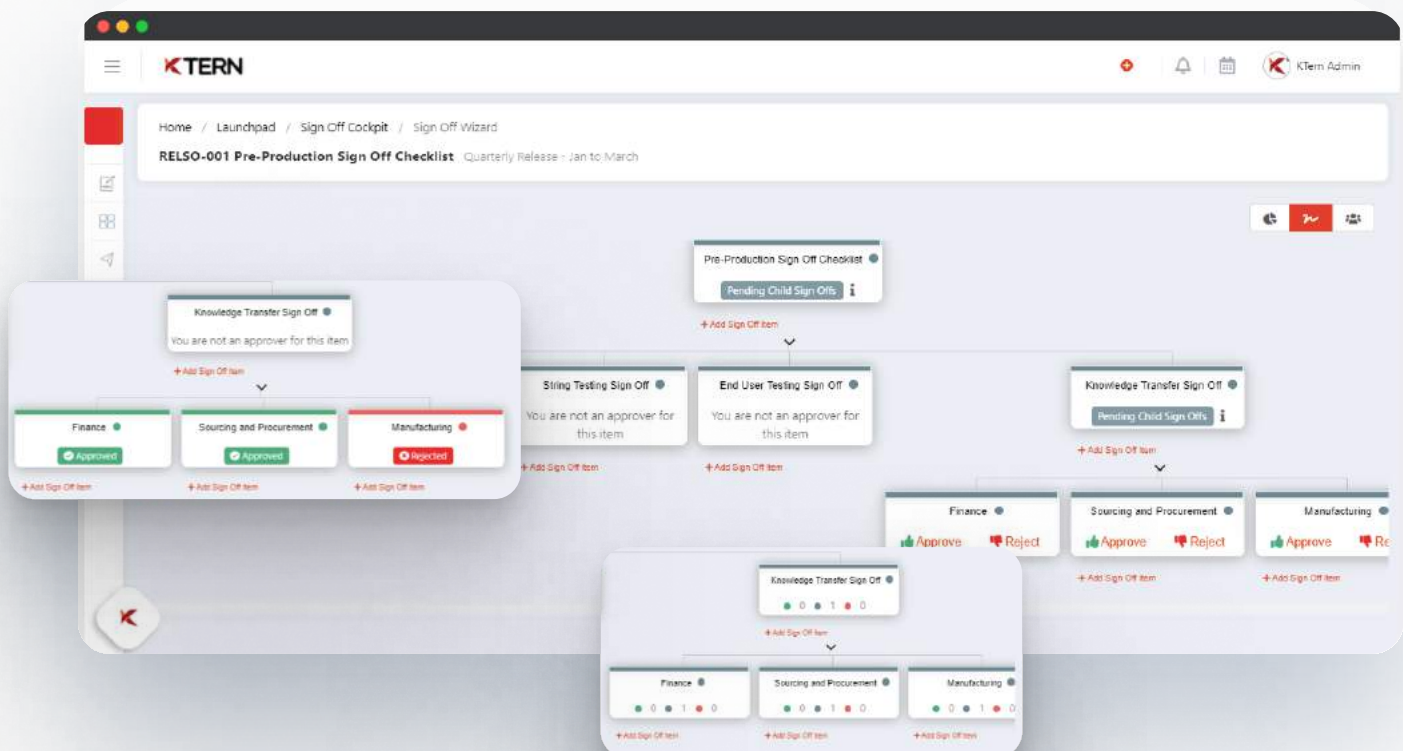 KTERN
KTern Admin
Home / Launchpad / Sign Off Cockpit / Sign Off Wizard
RELSO-001 Pre-Production Sign Off Checklist Quarterly Release - Jan to March
Pre-Production Sign Off Checklist
Pending Child Sign Offs
+ Add Sign Off Item
String Testing Sign Off
You are not an approver for
this item
+ Add Sign Off Item
End User Testing Sign Off
You are not an approver for
this item
+ Add Sign Off Item
Knowledge Transfer Sign Off
Pending Child Sign Offs
+ Add Sign Off Item
Finance
Approve Reject
Sourcing and Procurement
Approve Reject
+ Add Sign Off Item
Manufacturing
Approve Re
+ Add Sign Off Item
Knowledge Transfer Sign Off
You are not an approver for this item
+ Add Sign Off Item
Finance
Approved
+ Add Sign Off Item
Sourcing and Procurement
Approved
+ Add Sign Off Item
Manufacturing
Rejected
+ Add Sign Off Item
Knowledge Transfer Sign Off
0 1 0
+ Add Sign Off Item
Finance
0 1 0
+ Add Sign Off Item
Sourcing and Procurement
0 1 0
+ Add Sign Off Item
Manufacturing
0 1 0
+ Add Sign Off Item